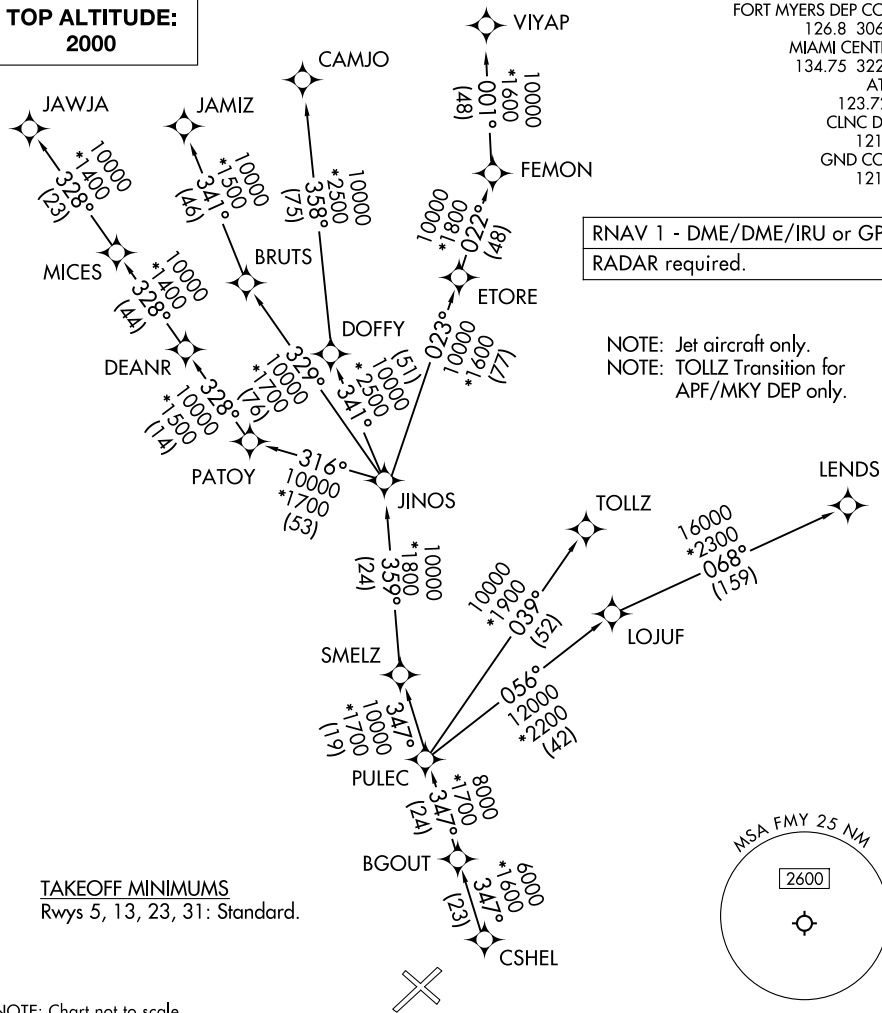 TOP ALTITUDE:
2000
FORT MYERS DEP CO
126.8 306
MIAMI CENT
134.75 322
AT
123.7
CLNC D
121
GND CO
121
VIYAP
CAMJO
JAWJA
JAMIZ
10000
*1600
001°
(48)
FEMON
10000
*1400
328°
(23)
10000
*1500
341°
(46)
10000
*2500
358°
(75)
10000
*1800
022°
(48)
RNAV 1 - DME/DME/IRU or GP
RADAR required.
MICES
BRUTS
ETORE
10000
*1400
328°
(44)
DOFFY
023°
10000
*1600
(77)
NOTE: Jet aircraft only.
NOTE: TOLLZ Transition for
APF/MKY DEP only.
DEANR
329°
10000
*1700
(76)
(51)
10000
*2500
341°
328°
10000
*1500
(14)
PATOY
316°
10000
*1700
(53)
JINOS
TOLLZ
LENDS
10000
*1800
359°
(24)
10000
*1900
039°
(52)
16000
*2300
068°
(159)
LOJUF
SMELZ
056°
12000
*2200
(42)
347°
10000
*1700
(19)
PULEC
8000
*1700
347°
(24)
BGOUT
MSA FMY 25 NM
2600
TAKEOFF MINIMUMS
Rwys 5, 13, 23, 31: Standard.
6000
*1600
347°
(23)
CSHEL
NOTE: Chart not to scale